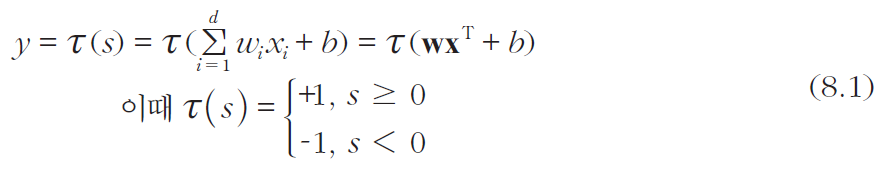 y = τ(s) = τ(∑_{i=1}^{d} w_i x_i + b) = τ(wx^T + b)
이때 τ(s) = { +1, s ≥ 0
-1, s < 0
(8.1)